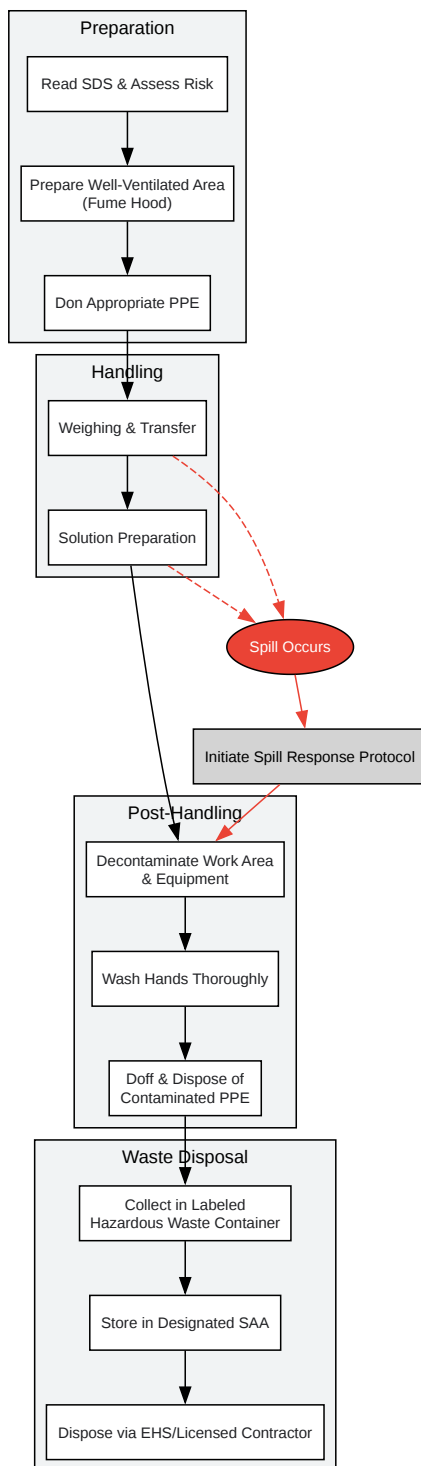 Preparation
Read SDS & Assess Risk
Prepare Well-Ventilated Area
(Fume Hood)
Don Appropriate PPE
Handling
Weighing & Transfer
Solution Preparation
Spill Occurs
Initiate Spill Response Protocol
Post-Handling
Decontaminate Work Area
& Equipment
Wash Hands Thoroughly
Doff & Dispose of
Contaminated PPE
Waste Disposal
Collect in Labeled
Hazardous Waste Container
Store in Designated SAA
Dispose via EHS/Licensed Contractor